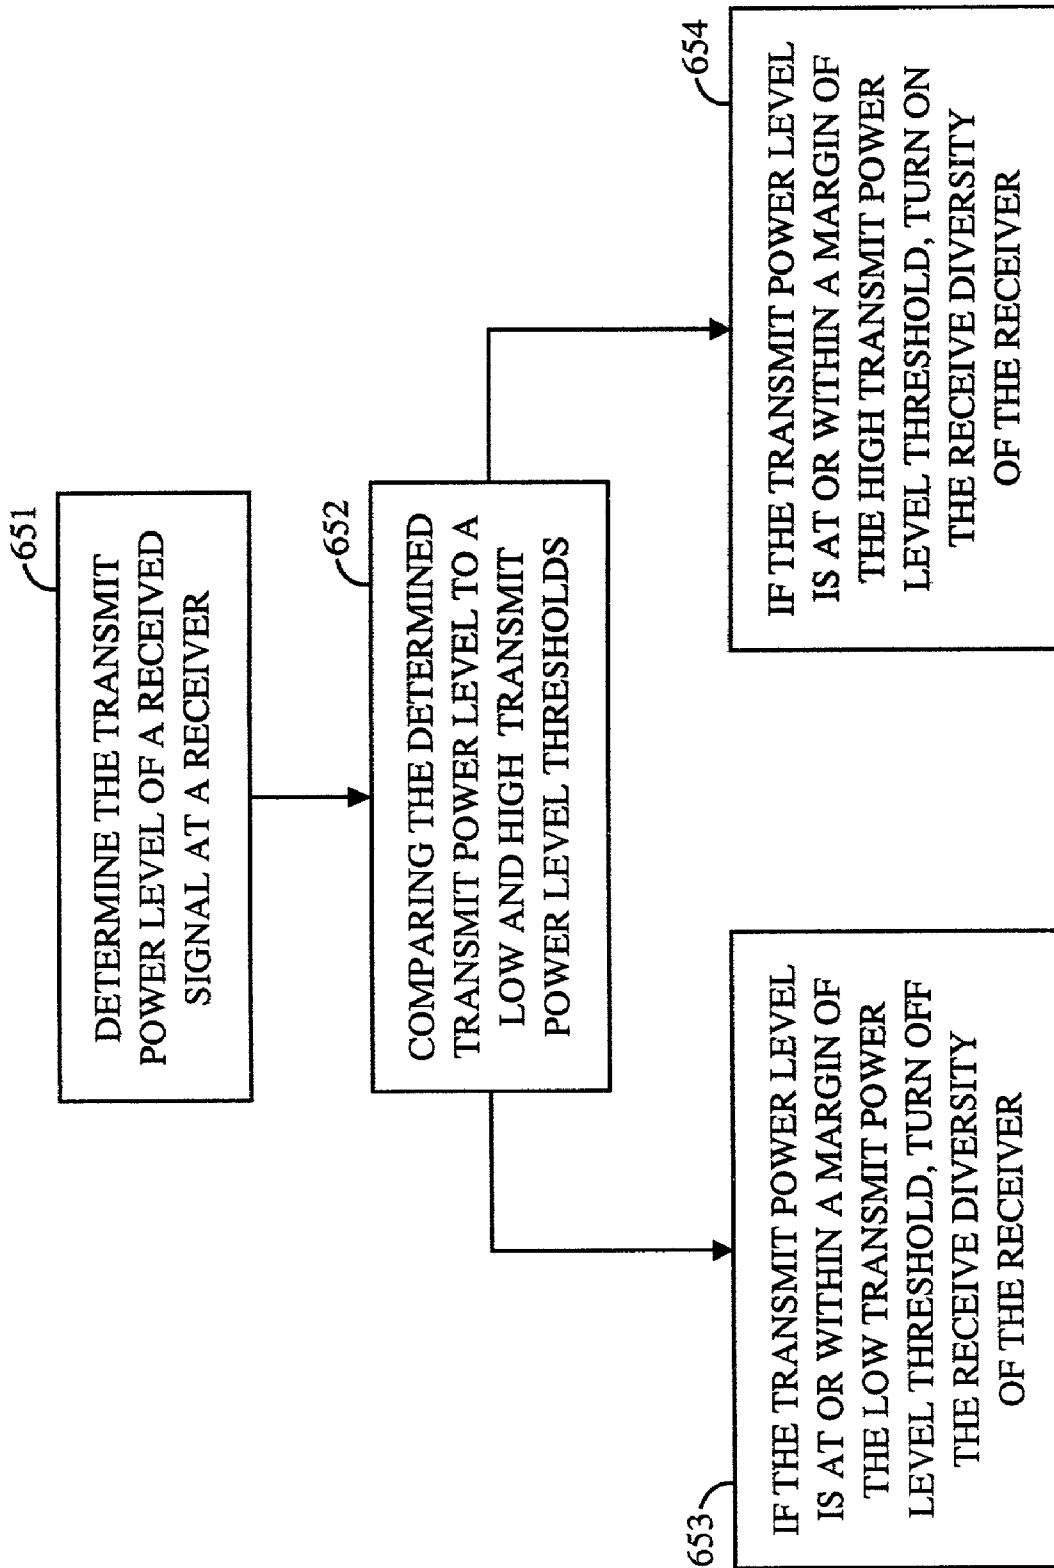 651
DETERMINE THE TRANSMIT
POWER LEVEL OF A RECEIVED
SIGNAL AT A RECEIVER
652
COMPARING THE DETERMINED
TRANSMIT POWER LEVEL TO A
LOW AND HIGH TRANSMIT
POWER LEVEL THRESHOLDS
653
IF THE TRANSMIT POWER LEVEL
IS AT OR WITHIN A MARGIN OF
THE LOW TRANSMIT POWER
LEVEL THRESHOLD, TURN OFF
THE RECEIVE DIVERSITY
OF THE RECEIVER
654
IF THE TRANSMIT POWER LEVEL
IS AT OR WITHIN A MARGIN OF
THE HIGH TRANSMIT POWER
LEVEL THRESHOLD, TURN ON
THE RECEIVE DIVERSITY
OF THE RECEIVER